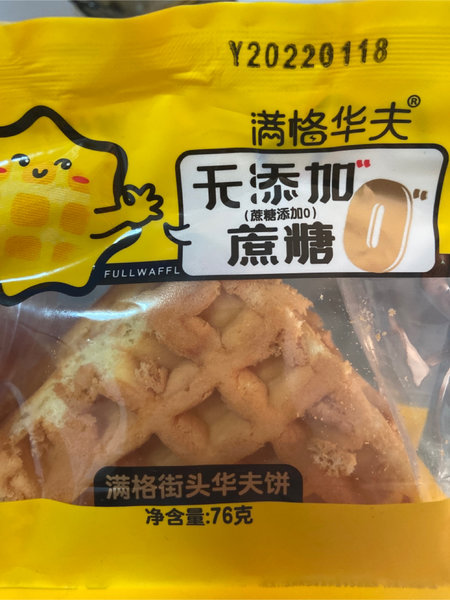 Y20220118
满格华夫®
无添加"0"
(蔗糖添加0)
蔗糖
FULLWAFFL
满格街头华夫饼
净含量:76克